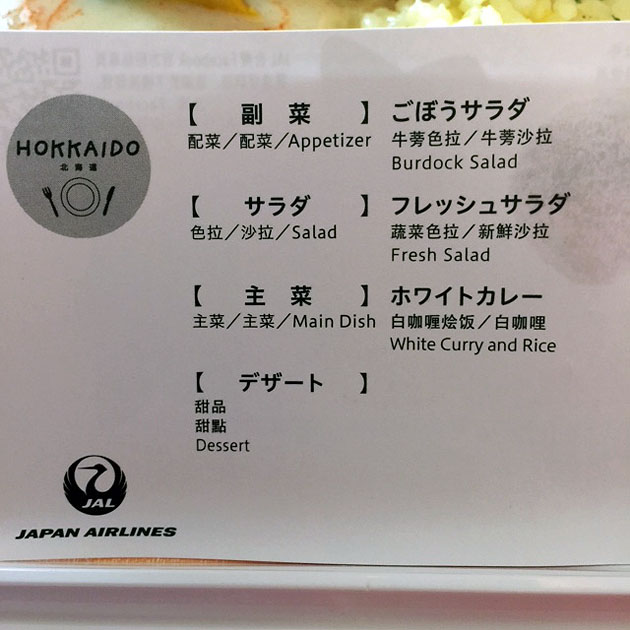 HOKKAIDO
北海道
【 副 菜 】 ごぼうサラダ
配菜／配菜／Appetizer 牛蒡色拉／牛蒡沙拉
Burdock Salad
【 サラダ 】 フレッシュサラダ
色拉／沙拉／Salad 蔬菜色拉／新鮮沙拉
Fresh Salad
【 主 菜 】 ホワイトカレー
主菜／主菜／Main Dish 白咖喱烩饭／白咖哩
White Curry and Rice
【 デザート 】
甜品
甜點
Dessert
JAL
JAPAN AIRLINES